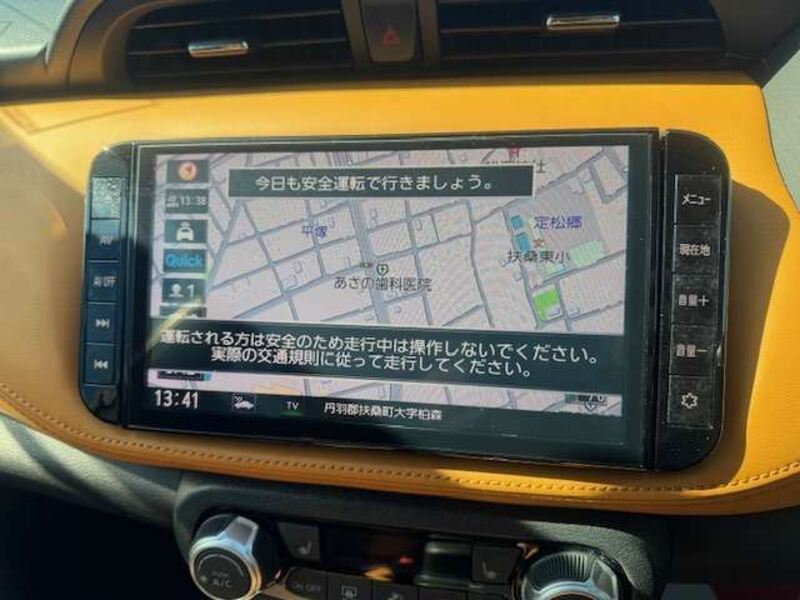 今日も安全運転で行きましょう。
13:38
平塚
定松郷
扶桑東小
Quick
あさの歯科医院
1
運転される方は安全のため走行中は操作しないでください。
実際の交通規則に従って走行してください。
13:41
TV
丹羽郡扶桑町大字柏森
AV
AV OFF
メニュー
現在地
音量＋
音量－
A/C
ON·OFF